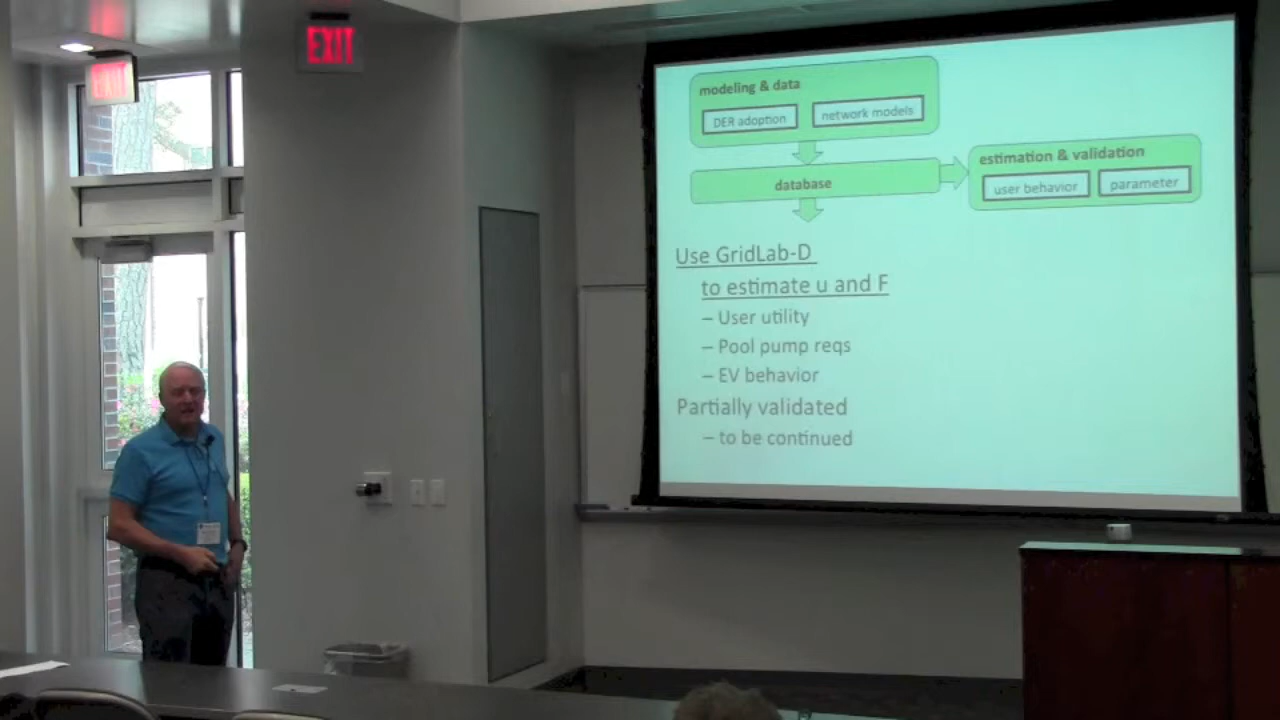 EXIT
EXIT
modeling & data
DER adoption
network models
estimation & validation
user behavior
parameter
database
Use GridLab-D
to estimate u and F
– User utility
– Pool pump reqs
– EV behavior
Partially validated
– to be continued